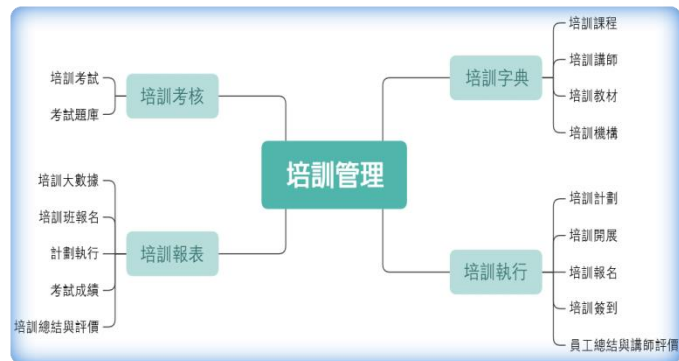 培訓管理
培訓考核
培訓考試
考試題庫
培訓報表
培訓大數據
培訓班報名
計劃執行
考試成績
培訓總結與評價
培訓字典
培訓課程
培訓講師
培訓教材
培訓機構
培訓執行
培訓計劃
培訓開展
培訓報名
培訓簽到
員工總結與講師評價